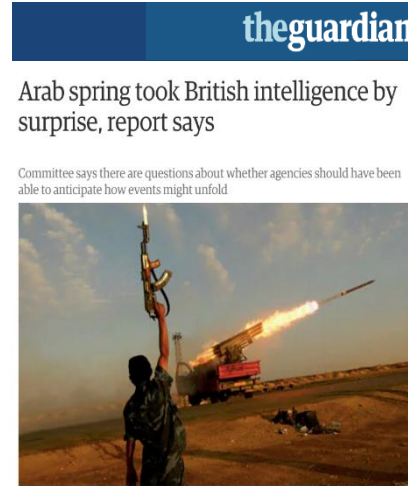 theguardian
Arab spring took British intelligence by
surprise, report says
Committee says there are questions about whether agencies should have been
able to anticipate how events might unfold